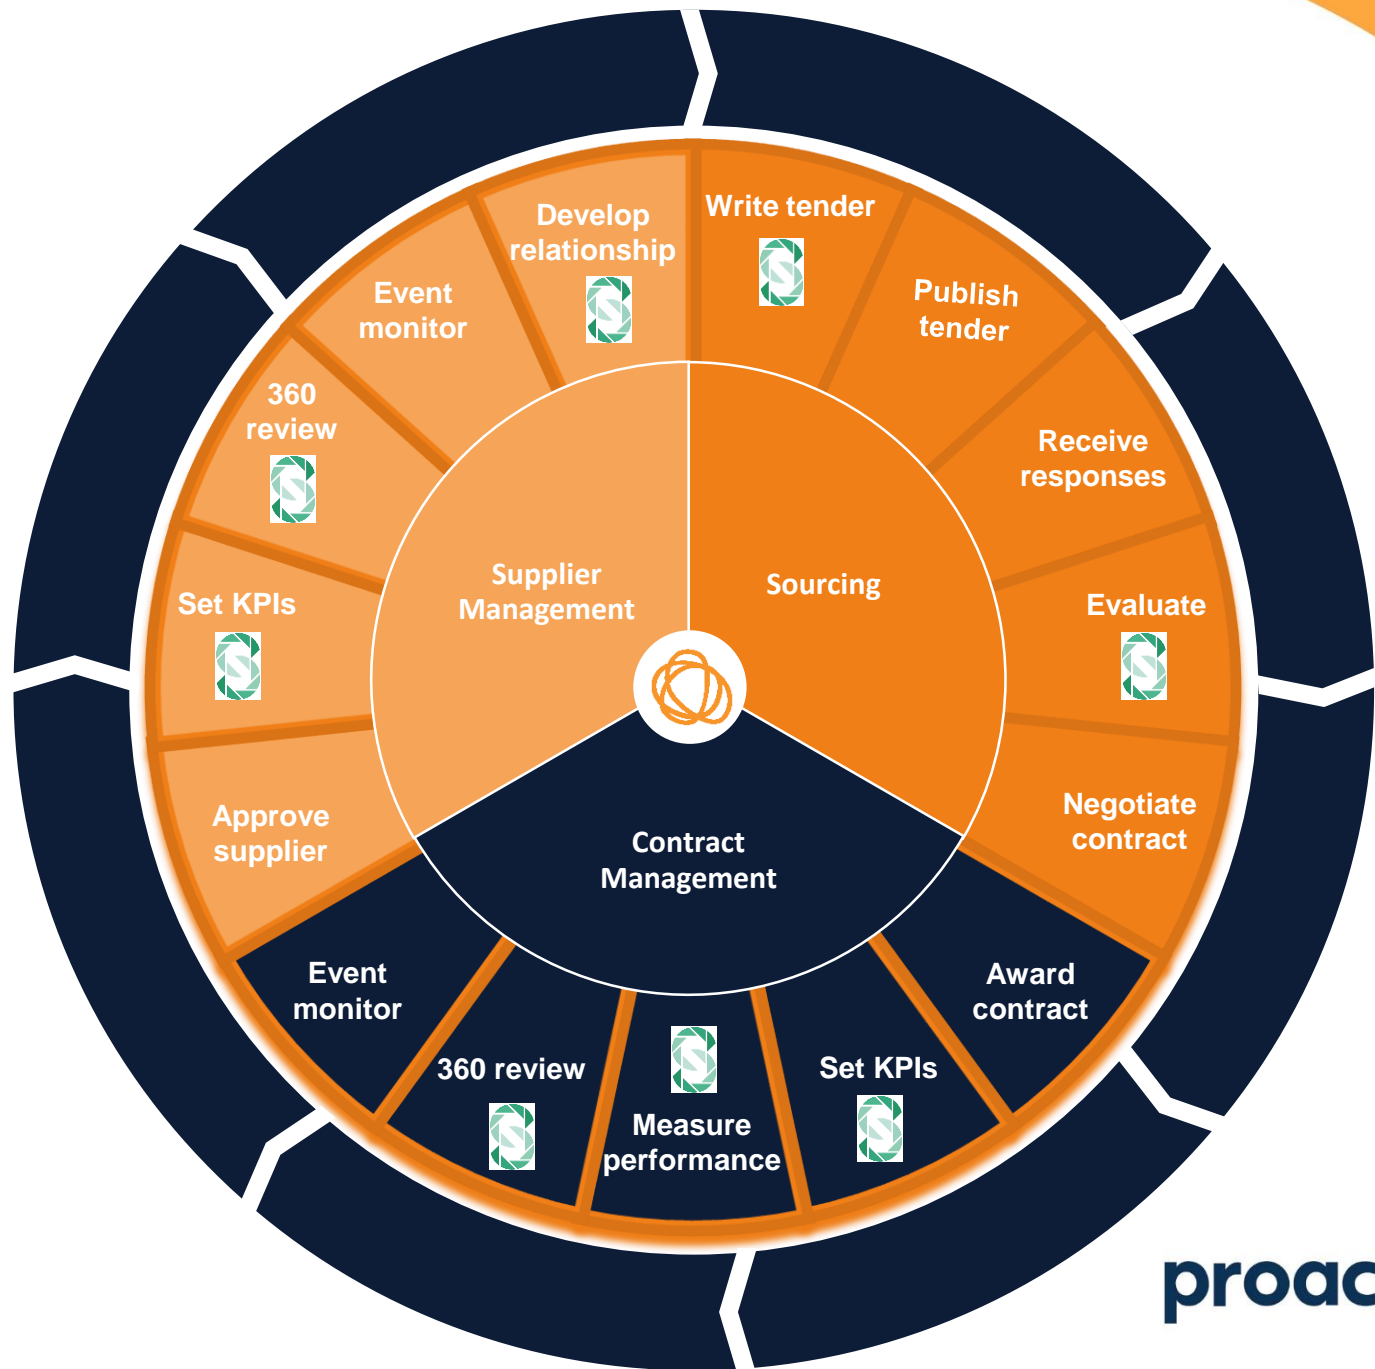 Write tender
Publish
tender
Receive
responses
Evaluate
Negotiate
contract
Award
contract
Set KPIs
Measure
performance
360 review
Event
monitor
Approve
supplier
Set KPIs
360
review
Event
monitor
Develop
relationship
Supplier
Management
Sourcing
Contract
Management
proac